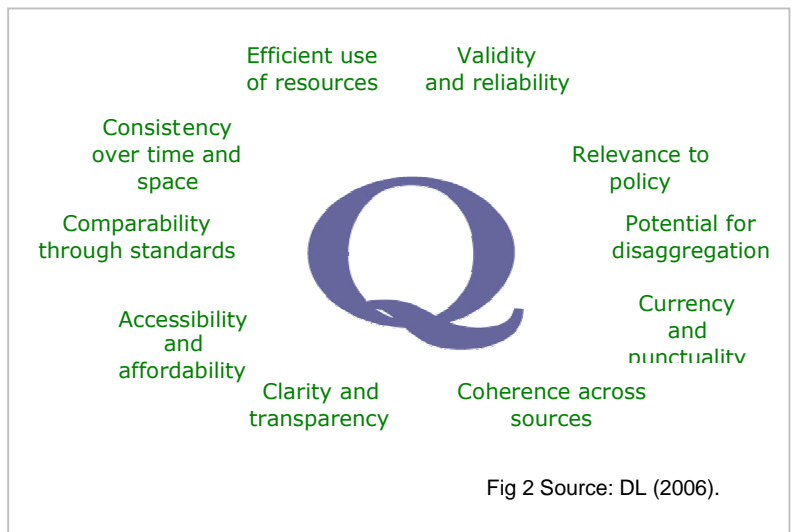 Efficient use
of resources
Validity
and reliability
Consistency
over time and
space
Relevance to
policy
Comparability
through standards
Potential for
disaggregation
Accessibility
and
affordability
Currency
and
punctuality
Clarity and
transparency
Coherence across
sources
Q
Fig 2 Source: DL (2006).